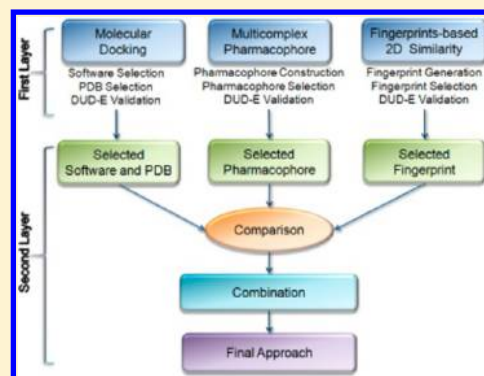 First Layer
Molecular
Docking
Software Selection
PDB Selection
DUD-E Validation
Multicomplex
Pharmacophore
Pharmacophore Construction
Pharmacophore Selection
DUD-E Validation
Fingerprints-based
2D Similarity
Fingerprint Generation
Fingerprint Selection
DUD-E Validation
Second Layer
Selected
Software and PDB
Selected
Pharmacophore
Selected
Fingerprint
Comparison
Combination
Final Approach